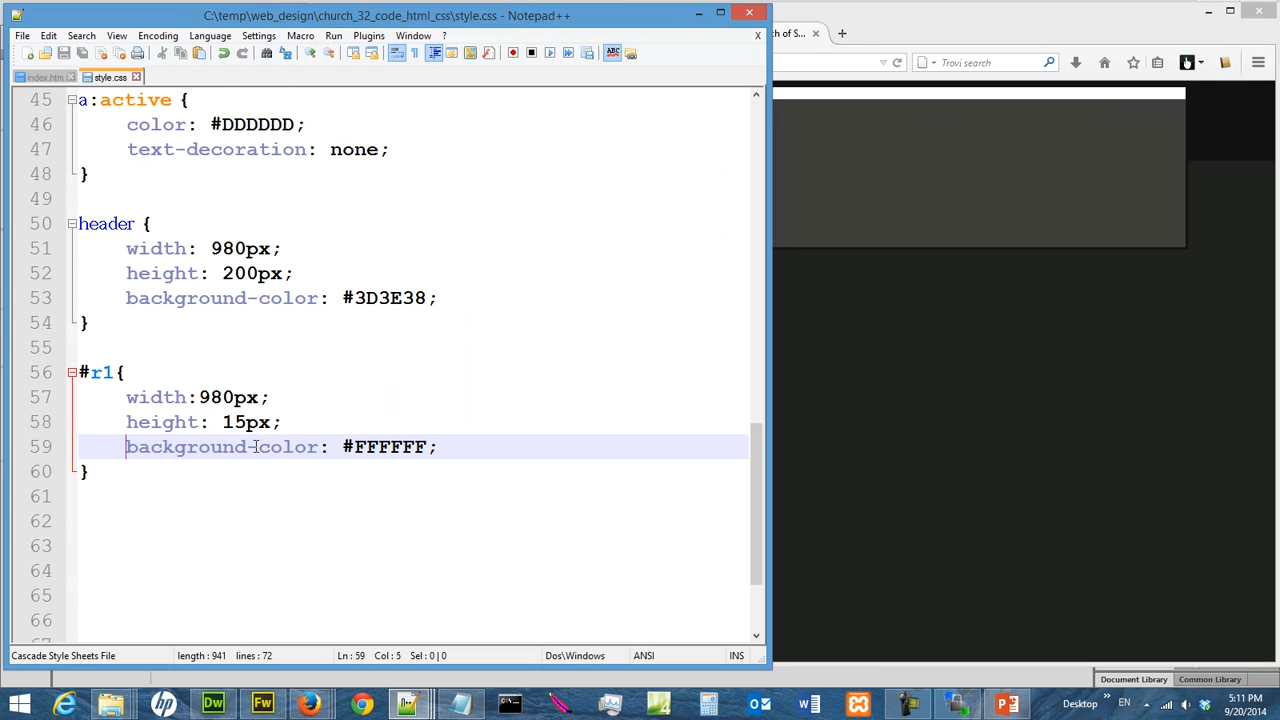 C:\temp\web_design\church_32_code_html_css\style.css - Notepad++
File Edit Search View Encoding Language Settings Macro Run Plugins Window ? X
index.htm style.css
ch of S...
Trovi search
45 a:active {
46 color: #DDDDDD;
47 text-decoration: none;
48 }
49
50 header {
51 width: 980px;
52 height: 200px;
53 background-color: #3D3E38;
54 }
55
56 #r1{
57 width:980px;
58 height: 15px;
59 background-color: #FFFFFF;
60 }
61
62
63
64
65
66
Cascade Style Sheets File length: 941 lines: 72 Ln: 59 Col: 5 Sel: 0 | 0 Dos\Windows ANSI INS
Document Library Common Library
Desktop » EN 5:11 PM
9/20/2014